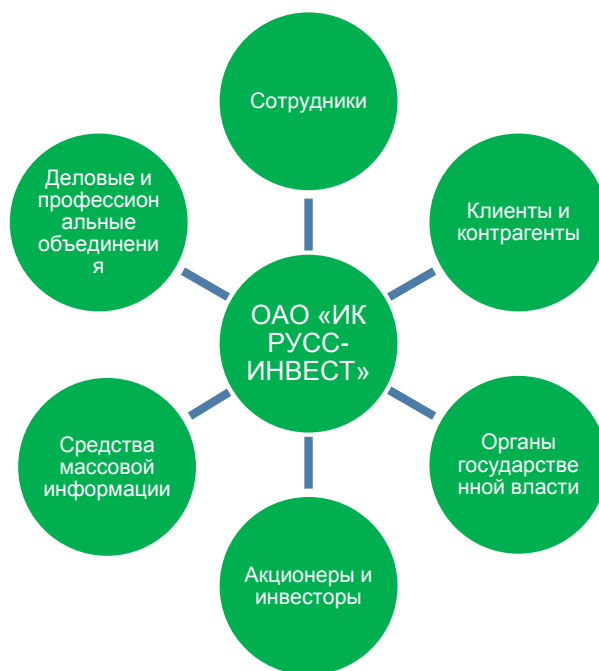 Сотрудники
Деловые и
профессион
альные
объединени
я
Клиенты и
контрагенты
ОАО «ИК
РУСС-
ИНВЕСТ»
Средства
массовой
информации
Органы
государстве
нной власти
Акционеры и
инвесторы